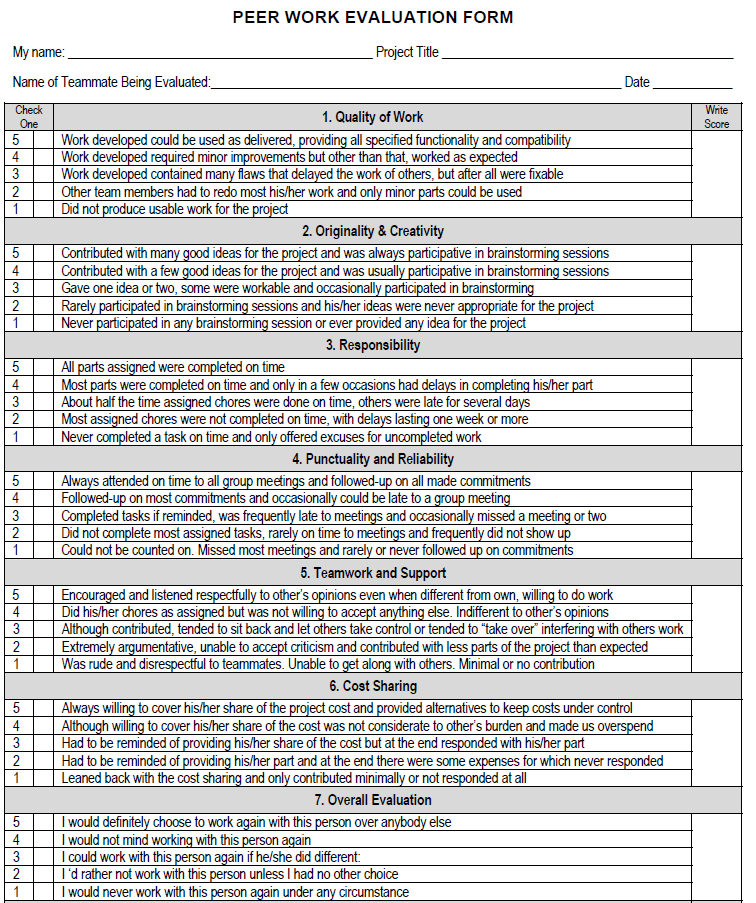 PEER WORK EVALUATION FORM
My name: Project Title
Name of Teammate Being Evaluated: Date
Check One 1. Quality of Work Write Score
5 Work developed could be used as delivered, providing all specified functionality and compatibility
4 Work developed required minor improvements but other than that, worked as expected
3 Work developed contained many flaws that delayed the work of others, but after all were fixable
2 Other team members had to redo most his/her work and only minor parts could be used
1 Did not produce usable work for the project
2. Originality & Creativity
5 Contributed with many good ideas for the project and was always participative in brainstorming sessions
4 Contributed with a few good ideas for the project and was usually participative in brainstorming sessions
3 Gave one idea or two, some were workable and occasionally participated in brainstorming
2 Rarely participated in brainstorming sessions and his/her ideas were never appropriate for the project
1 Never participated in any brainstorming session or ever provided any idea for the project
3. Responsibility
5 All parts assigned were completed on time
4 Most parts were completed on time and only in a few occasions had delays in completing his/her part
3 About half the time assigned chores were done on time, others were late for several days
2 Most assigned chores were not completed on time, with delays lasting one week or more
1 Never completed a task on time and only offered excuses for uncompleted work
4. Punctuality and Reliability
5 Always attended on time to all group meetings and followed-up on all made commitments
4 Followed-up on most commitments and occasionally could be late to a group meeting
3 Completed tasks if reminded, was frequently late to meetings and occasionally missed a meeting or two
2 Did not complete most assigned tasks, rarely on time to meetings and frequently did not show up
1 Could not be counted on. Missed most meetings and rarely or never followed up on commitments
5. Teamwork and Support
5 Encouraged and listened respectfully to other’s opinions even when different from own, willing to do work
4 Did his/her chores as assigned but was not willing to accept anything else. Indifferent to other’s opinions
3 Although contributed, tended to sit back and let others take control or tended to “take over” interfering with others work
2 Extremely argumentative, unable to accept criticism and contributed with less parts of the project than expected
1 Was rude and disrespectful to teammates. Unable to get along with others. Minimal or no contribution
6. Cost Sharing
5 Always willing to cover his/her share of the project cost and provided alternatives to keep costs under control
4 Although willing to cover his/her share of the cost was not considerate to other’s burden and made us overspend
3 Had to be reminded of providing his/her share of the cost but at the end responded with his/her part
2 Had to be reminded of providing his/her part and at the end there were some expenses for which never responded
1 Leaned back with the cost sharing and only contributed minimally or not responded at all
7. Overall Evaluation
5 I would definitely choose to work again with this person over anybody else
4 I would not mind working with this person again
3 I could work with this person again if he/she did different:
2 I ‘d rather not work with this person unless I had no other choice
1 I would never work with this person again under any circumstance